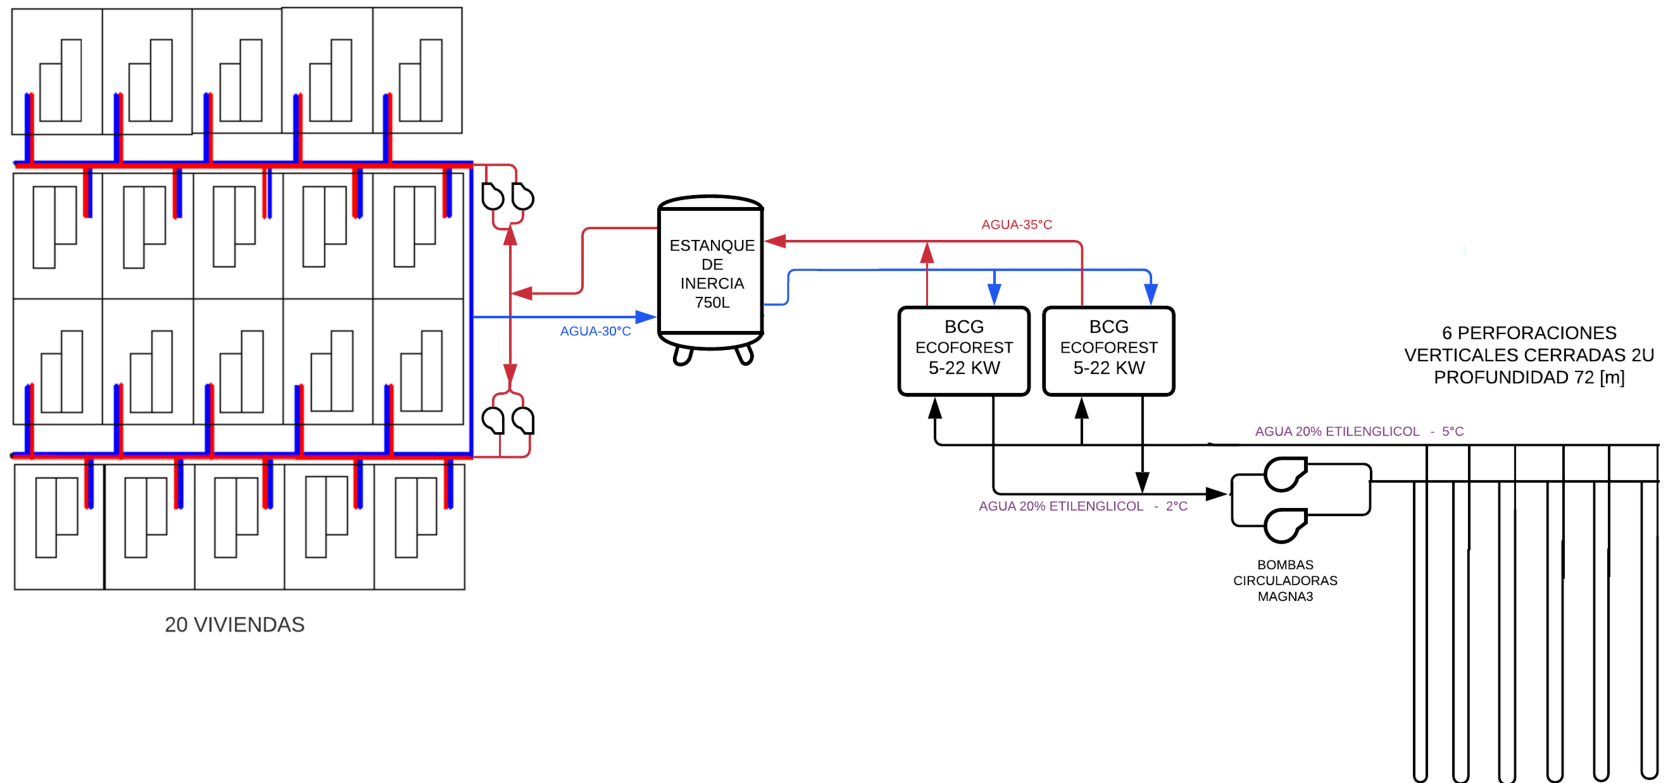 AGUA-35°C
ESTANQUE
DE
INERCIA
750L
AGUA-30°C
BCG
ECOFOREST
5-22 KW
BCG
ECOFOREST
5-22 KW
6 PERFORACIONES
VERTICALES CERRADAS 2U
PROFUNDIDAD 72 [m]
AGUA 20% ETILENGLICOL - 5°C
AGUA 20% ETILENGLICOL - 2°C
BOMBAS
CIRCULADORAS
MAGNA3
20 VIVIENDAS